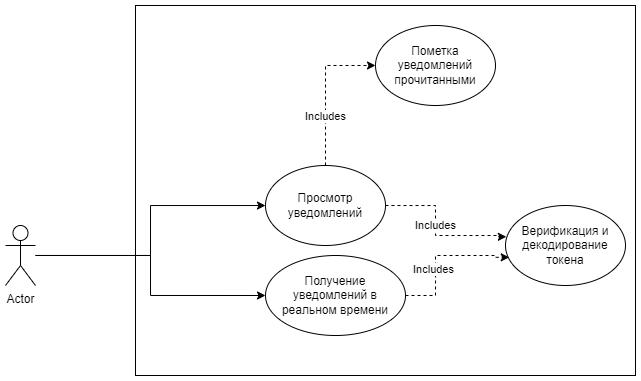 Пометка
уведомлений
прочитанными
Includes
Просмотр
уведомлений
Includes
Верификация и
декодирование
токена
Includes
Получение
уведомлений в
реальном времени
Actor